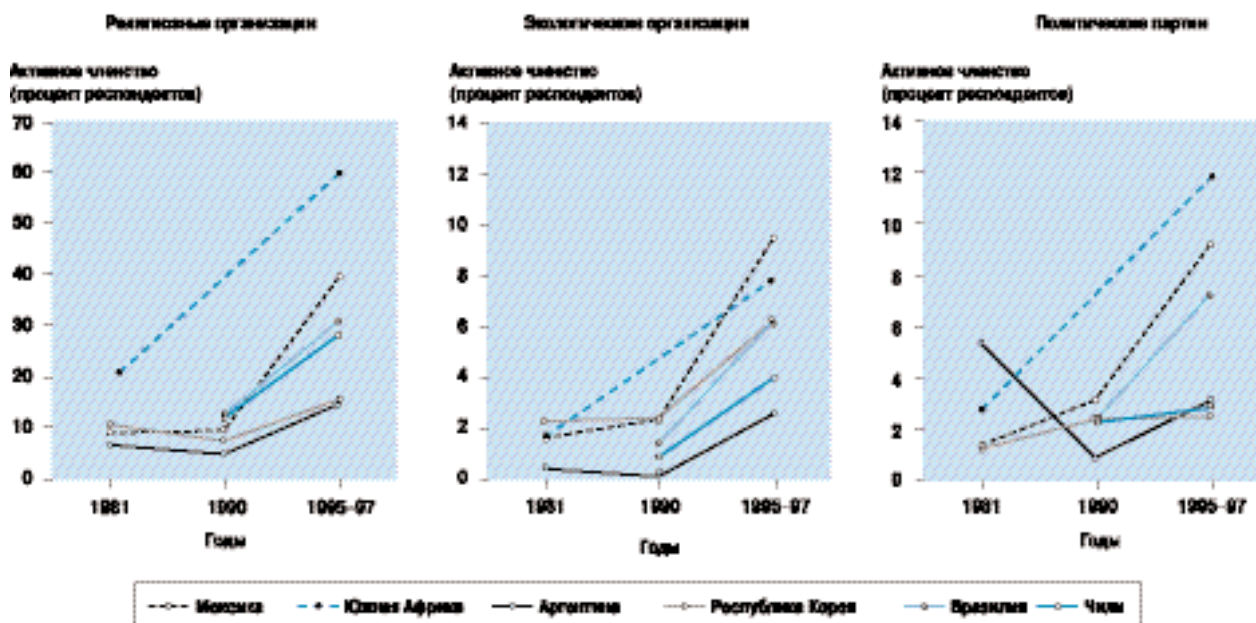 Религиозные организации
Экологические организации
Политические партии
Активное членство
(процент респондентов)
Активное членство
(процент респондентов)
Активное членство
(процент респондентов)
70
60
50
40
30
20
10
0
1981
1990
1995–97
Годы
14
12
10
8
6
4
2
0
1981
1990
1995–97
Годы
14
12
10
8
6
4
2
0
1981
1990
1995–97
Годы
Мексика
Южная Африка
Аргентина
Республика Корея
Бразилия
Чили